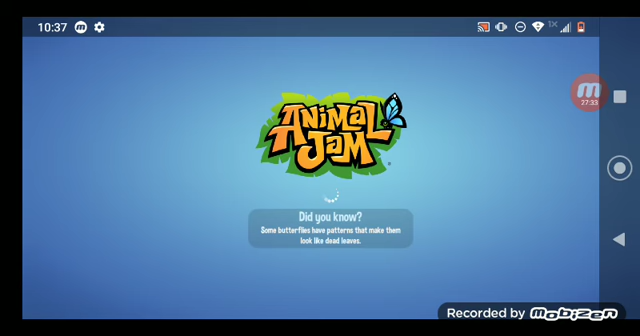 10:37
1x
27:33
ANIMAL
JAM
Did you know?
Some butterflies have patterns that make them
look like dead leaves.
Recorded by mobizen